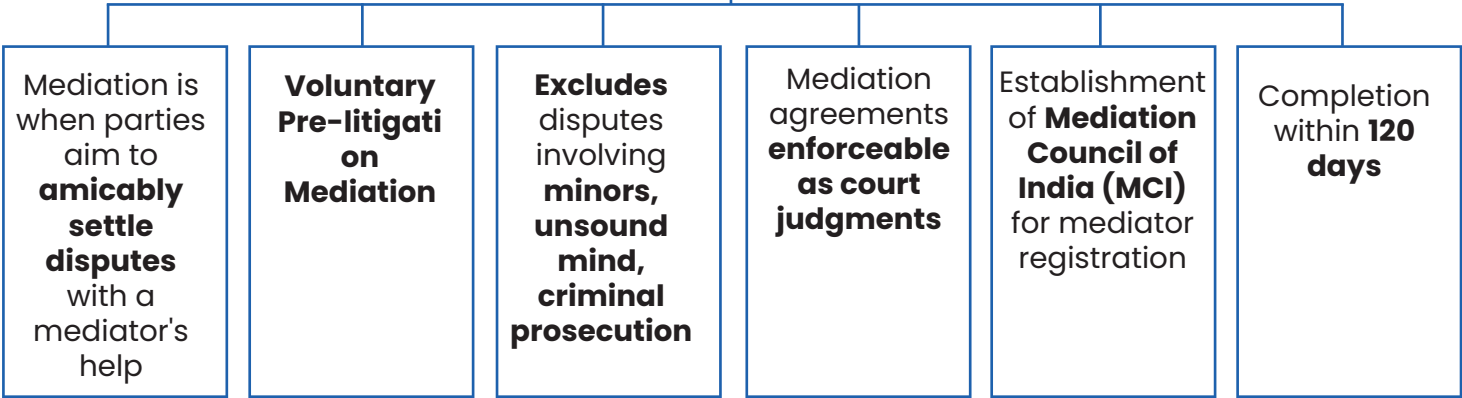 Mediation is
when parties
aim to
amicably
settle
disputes
with a
mediator's
help
Voluntary
Pre-litigati
on
Mediation
Excludes
disputes
involving
minors,
unsound
mind,
criminal
prosecution
Mediation
agreements
enforceable
as court
judgments
Establishment
of Mediation
Council of
India (MCI)
for mediator
registration
Completion
within 120
days